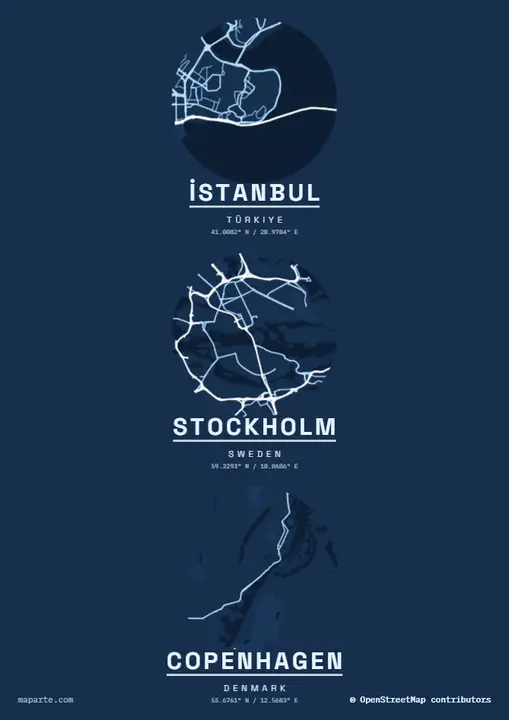 İSTANBUL
TÜRKIYE
41.0082° N / 28.9784° E
STOCKHOLM
SWEDEN
59.3293° N / 18.0686° E
COPENHAGEN
DENMARK
55.6761° N / 12.5683° E
maparte.com
© OpenStreetMap contributors